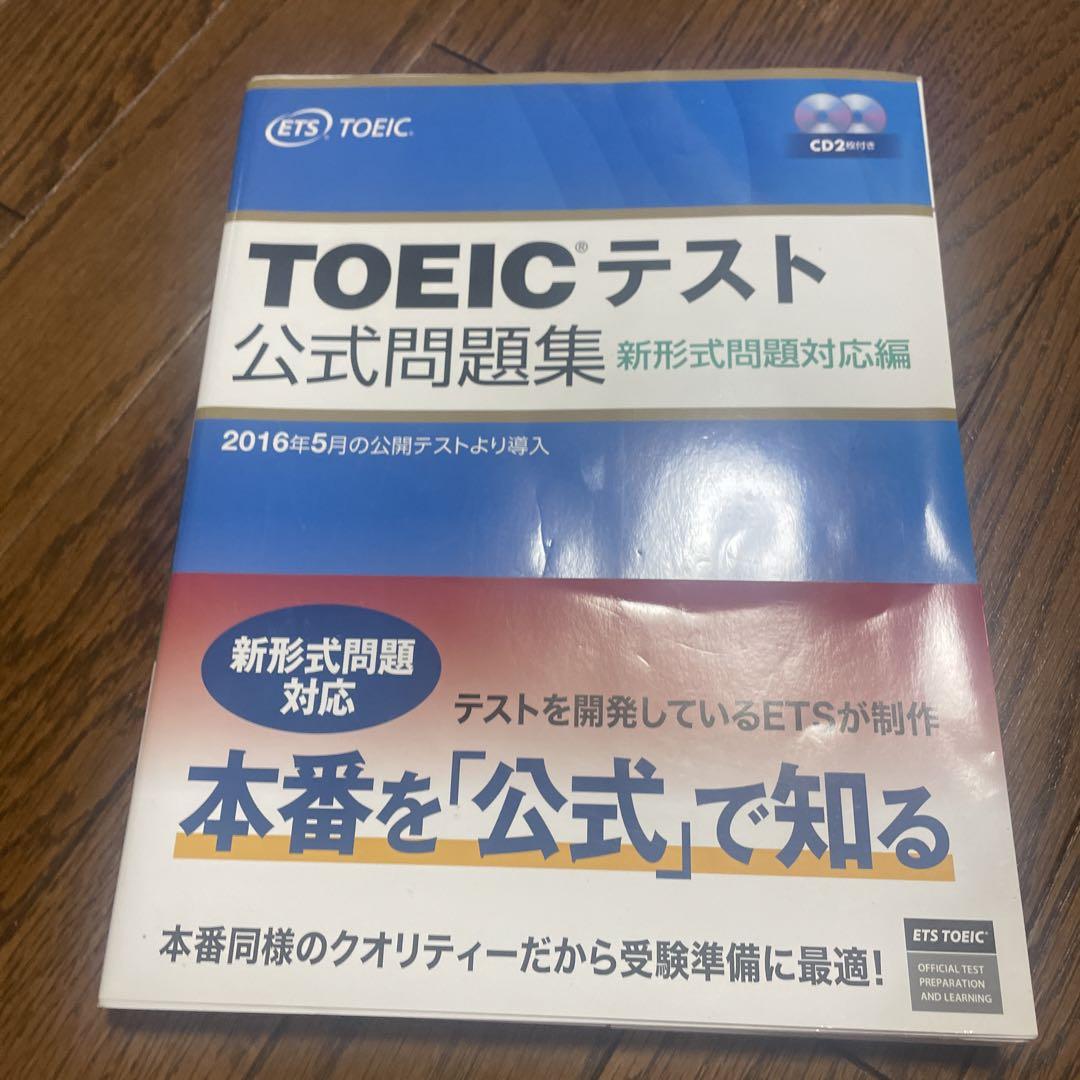 ETS® TOEIC®
CD2枚付き
TOEIC®テスト
公式問題集 新形式問題対応編
2016年5月の公開テストより導入
新形式問題
対応
テストを開発しているETSが制作
本番を「公式」で知る
本番同様のクオリティーだから受験準備に最適！
ETS TOEIC®
OFFICIAL TEST
PREPARATION
AND LEARNING